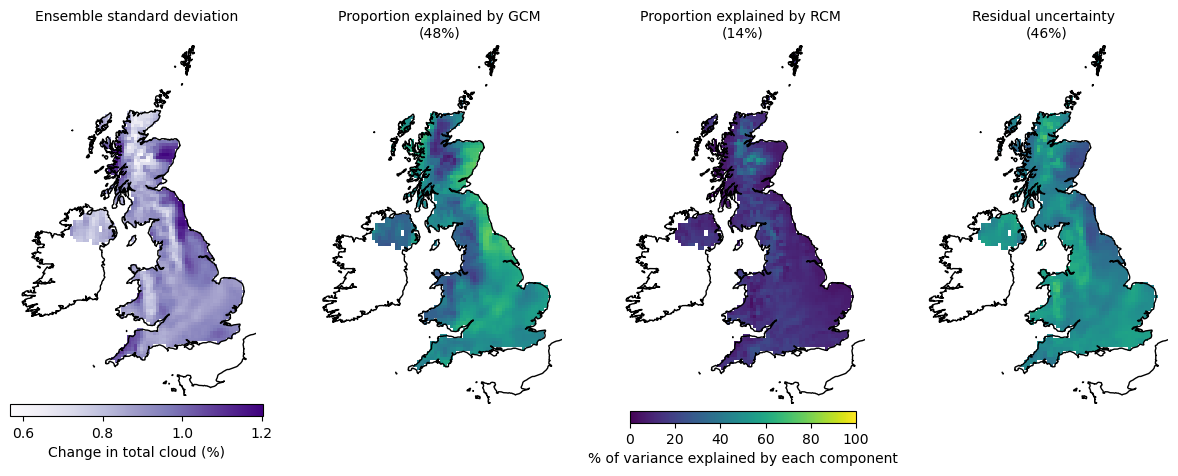 Ensemble standard deviation
Proportion explained by GCM
(48%)
Proportion explained by RCM
(14%)
Residual uncertainty
(46%)
0.6 0.8 1.0 1.2
Change in total cloud (%)
0 20 40 60 80 100
% of variance explained by each component